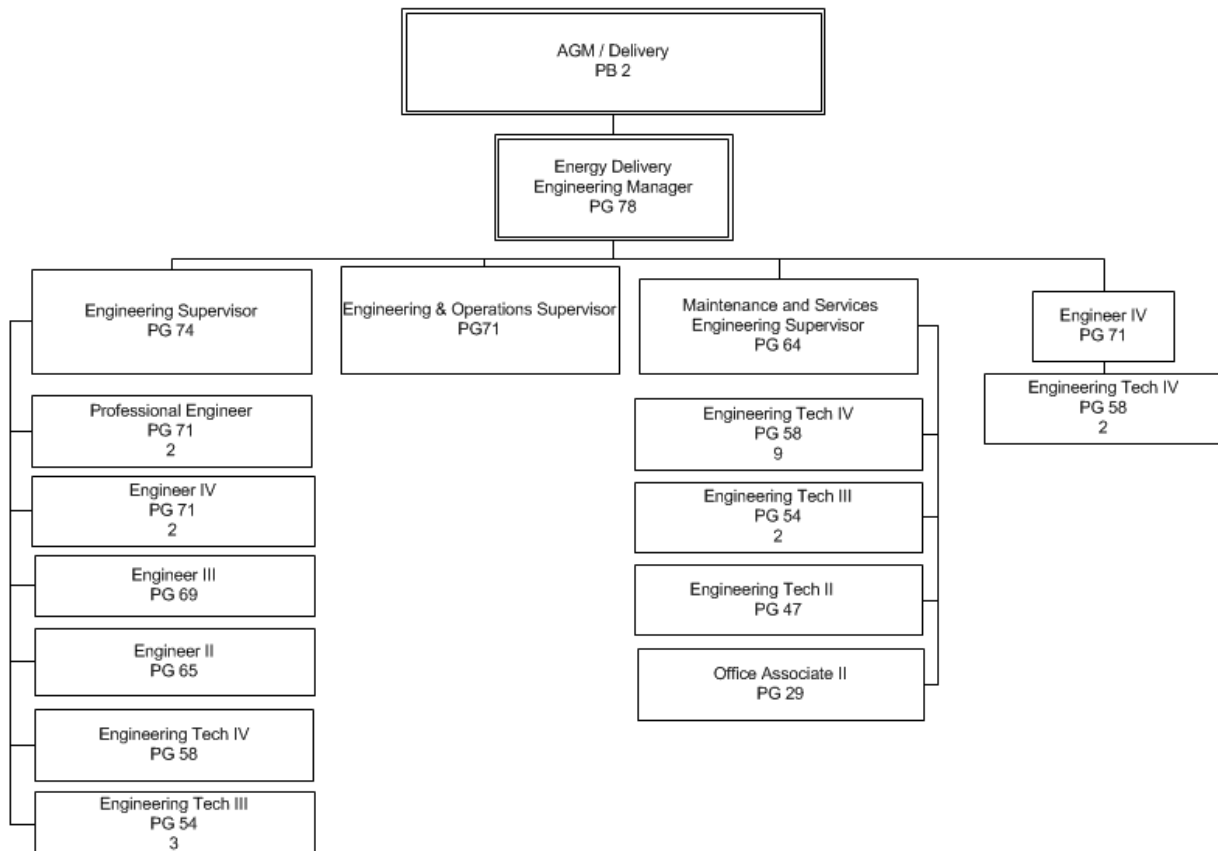 AGM / Delivery
PB 2
Energy Delivery
Engineering Manager
PG 78
Engineering Supervisor
PG 74
Engineering & Operations Supervisor
PG71
Maintenance and Services
Engineering Supervisor
PG 64
Engineer IV
PG 71
Professional Engineer
PG 71
2
Engineer IV
PG 71
2
Engineer III
PG 69
Engineer II
PG 65
Engineering Tech IV
PG 58
Engineering Tech III
PG 54
3
Engineering Tech IV
PG 58
9
Engineering Tech III
PG 54
2
Engineering Tech II
PG 47
Office Associate II
PG 29
Engineering Tech IV
PG 58
2